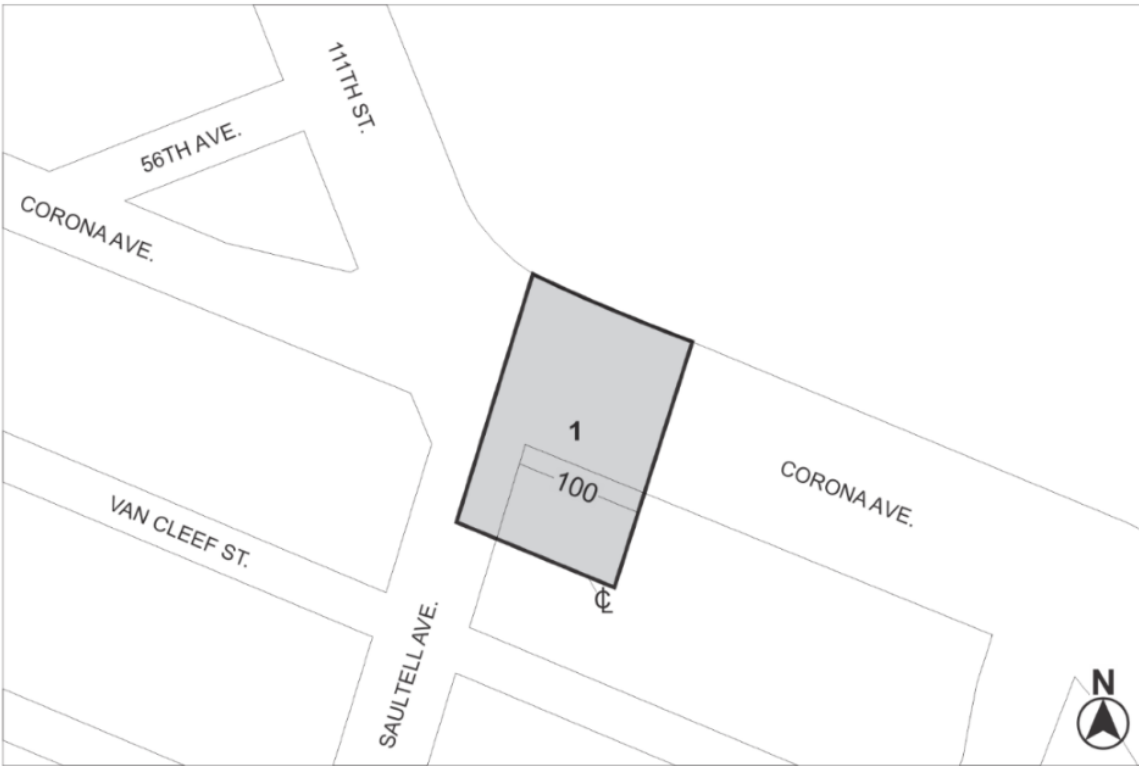 111TH ST.
56TH AVE.
CORONA AVE.
1
100
CORONA AVE.
VAN CLEEF ST.
℄
SAULTELL AVE.
N